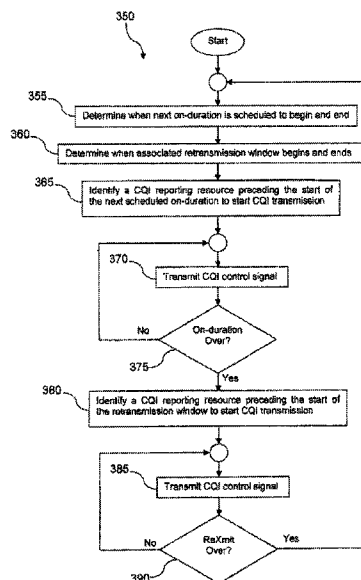 350
Start
355
Determine when next on-duration is scheduled to begin and end
360
Determine when associated retransmission window begins and ends
365
Identify a CQI reporting resource preceding the start of
the next scheduled on-duration to start CQI transmission
370
Transmit CQI control signal
No
On-duration
Over?
375
Yes
380
Identify a CQI reporting resource preceding the start of
the retransmission window to start CQI transmission
385
Transmit CQI control signal
No
ReXmit
Over?
Yes
390